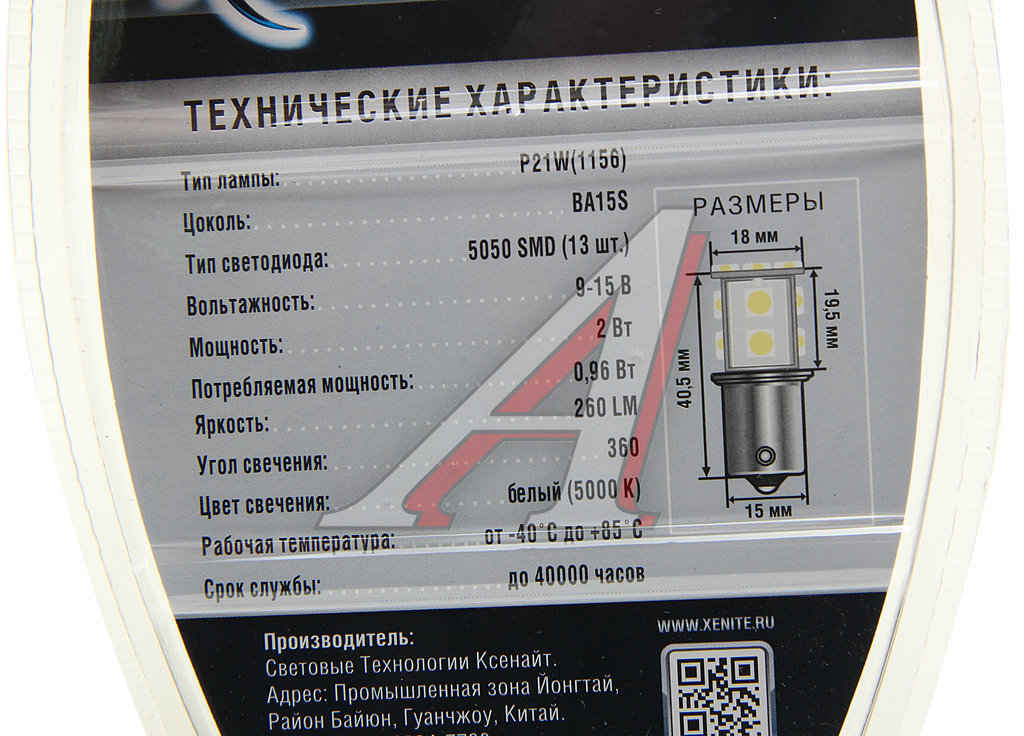 ТЕХНИЧЕСКИЕ ХАРАКТЕРИСТИКИ:
Тип лампы: P21W(1156)
Цоколь: BA15S
Тип светодиода: 5050 SMD (13 шт.)
Вольтажность: 9-15 В
Мощность: 2 Вт
Потребляемая мощность: 0,96 Вт
Яркость: 260 LM
Угол свечения: 360
Цвет свечения: белый (5000 K)
Рабочая температура: от -40°C до +85°C
Срок службы: до 40000 часов
РАЗМЕРЫ
18 мм
19,5 мм
40,5 мм
15 мм
Производитель:
Световые Технологии Ксенайт.
Адрес: Промышленная зона Йонгтай,
Район Байюн, Гуанчжоу, Китай.
WWW.XENITE.RU